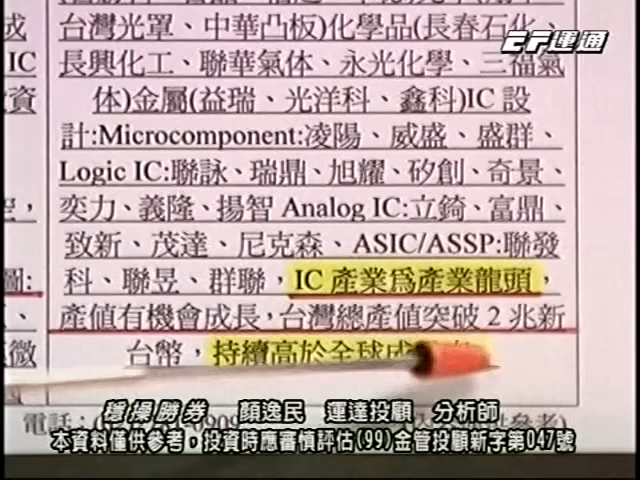 EF運通
成
台灣光罩、中華凸板)化學品(長春石化、
IC
長興化工、聯華氣体、永光化學、三福氣
資
体)金屬(益瑞、光洋科、鑫科)IC 設
計:Microcomponent:凌陽、威盛、盛群、
Logic IC:聯詠、瑞鼎、旭耀、矽創、奇景、
奕力、義隆、揚智 Analog IC:立錡、富鼎、
致新、茂達、尼克森、ASIC/ASSP:聯發
圖:
科、聯昱、群聯，IC 產業為產業龍頭，
產值有機會成長，台灣總產值突破 2 兆新
微
台幣，持續高於全球成
電話:
穩操勝券 顏逸民 運達投顧 分析師
本資料僅供參考，投資時應審慎評估(99)金管投顧新字第047號